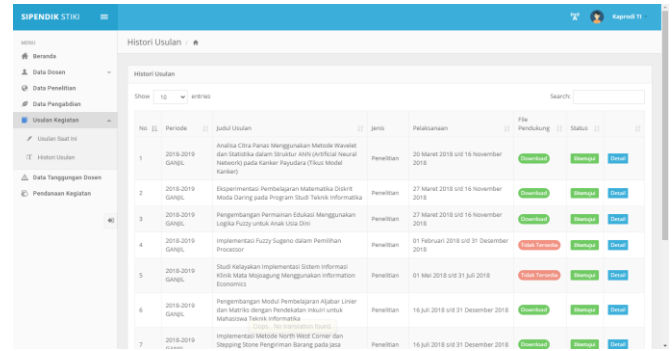 SIPENDIK STIKI
Kaprodi TI
MENU
Histori Usulan
Beranda
Data Dosen
Data Penelitian
Data Pengabdian
Usulan Kegiatan
Usulan Saat Ini
Histori Usulan
Data Tanggungan Dosen
Pendanaan Kegiatan
Histori Usulan
Show 10 entries Search:
No Periode Judul Usulan Jenis Pelaksanaan File Pendukung Status
1 2018-2019 GANJIL Analisa Citra Panas Menggunakan Metode Wavelet
dan Statistika dalam Struktur ANN (Artificial Neural
Network) pada Kanker Payudara (Tikus Model
Kanker) Penelitian 20 Maret 2018 s/d 16 November 2018 Download Disetujui Detail
2 2018-2019 GANJIL Eksperimentasi Pembelajaran Matematika Diskrit
Moda Daring pada Program Studi Teknik Informatika Penelitian 27 Maret 2018 s/d 16 November 2018 Download Disetujui Detail
3 2018-2019 GANJIL Pengembangan Permainan Edukasi Menggunakan
Logika Fuzzy untuk Anak Usia Dini Penelitian 27 Maret 2018 s/d 16 November 2018 Download Disetujui Detail
4 2018-2019 GANJIL Implementasi Fuzzy Sugeno dalam Pemilihan
Processor Penelitian 01 Februari 2018 s/d 31 Desember 2018 Tidak Tersedia Disetujui Detail
5 2018-2019 GANJIL Studi Kelayakan Implementasi Sistem Informasi
Klinik Mata Mojoagung Menggunakan Information
Economics Penelitian 01 Mei 2018 s/d 31 Juli 2018 Tidak Tersedia Disetujui Detail
6 2018-2019 GANJIL Pengembangan Modul Pembelajaran Aljabar Linier
dan Matriks dengan Pendekatan Inkuiri untuk
Mahasiswa Teknik Informatika Penelitian 16 Juli 2018 s/d 31 Desember 2018 Download Disetujui Detail
Oops.. No translation found
7 2018-2019 GANJIL Implementasi Metode North West Corner dan
Stepping Stone Pengiriman Barang pada Jasa Penelitian 16 Juli 2018 s/d 31 Desember 2018 Download Disetujui Detail